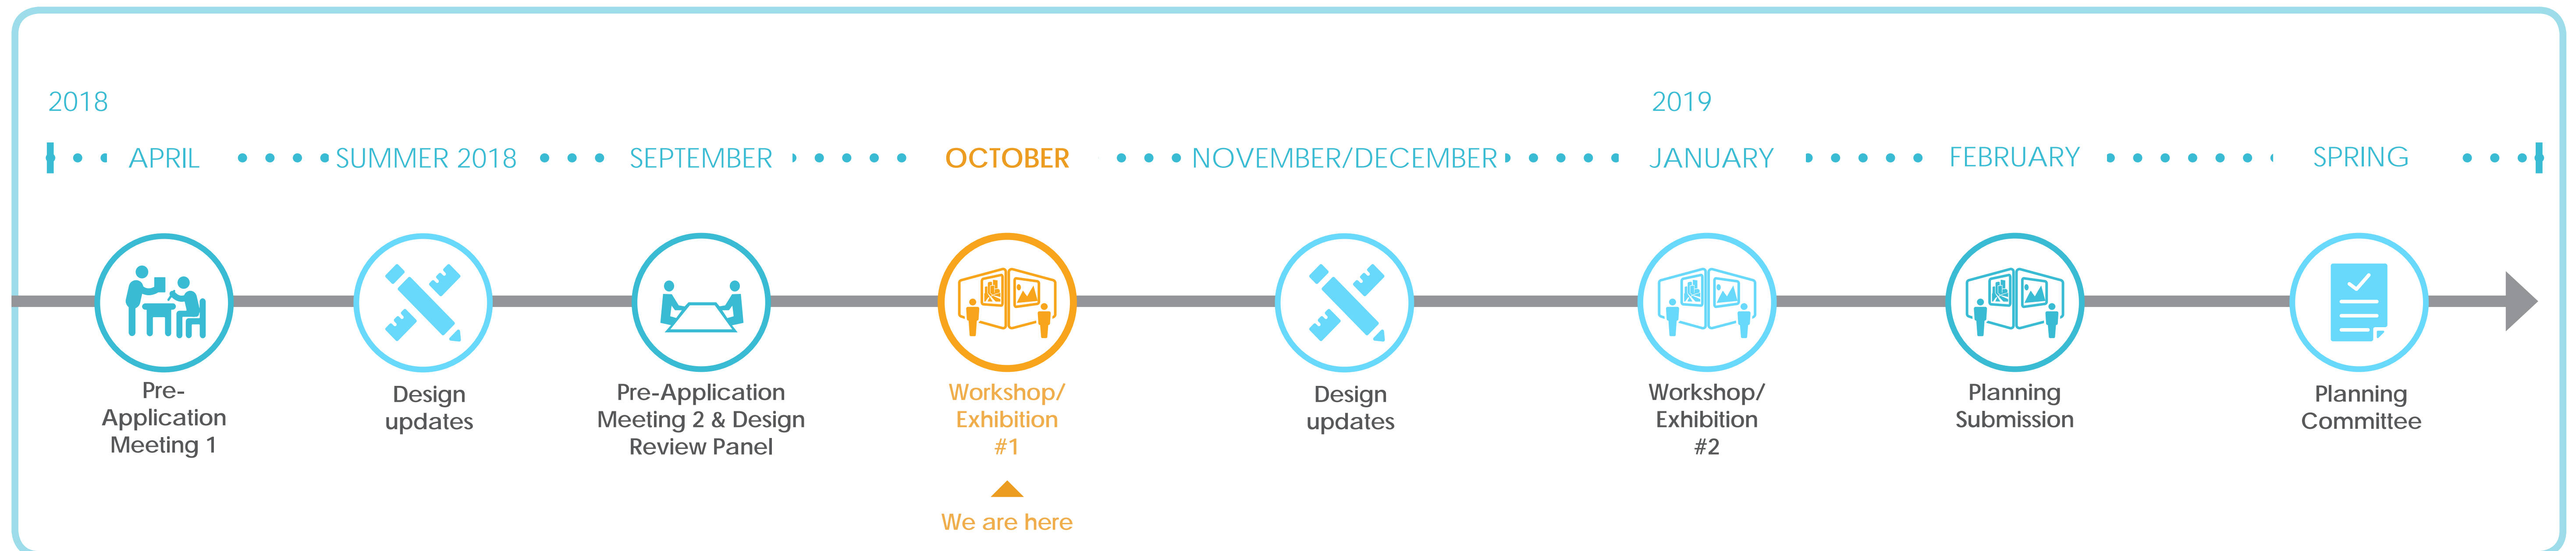 2018
2019
APRIL
SUMMER 2018
SEPTEMBER
OCTOBER
NOVEMBER/DECEMBER
JANUARY
FEBRUARY
SPRING
Pre-
Application
Meeting 1
Design
updates
Pre-Application
Meeting 2 & Design
Review Panel
Workshop/
Exhibition
#1
We are here
Design
updates
Workshop/
Exhibition
#2
Planning
Submission
Planning
Committee